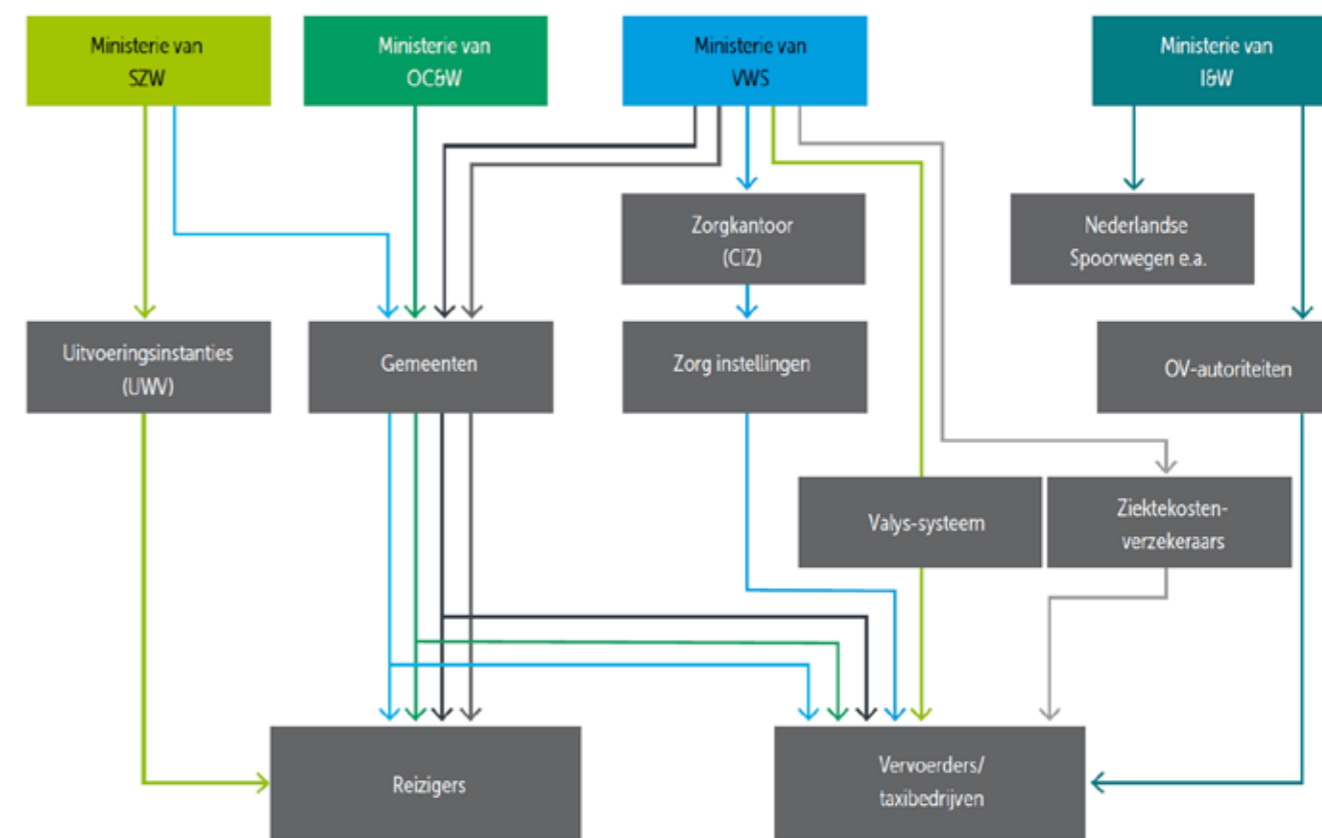 Ministerie van
SZW
Ministerie van
OC&W
Ministerie van
VWS
Ministerie van
I&W
Zorgkantoor
(CIZ)
Nederlandse
Spoorwegen e.a.
Uitvoeringsinstanties
(UWV)
Gemeenten
Zorg instellingen
OV-autoriteiten
Valys-systeem
Ziektekosten-
verzekeraars
Reizigers
Vervoerders/
taxibedrijven